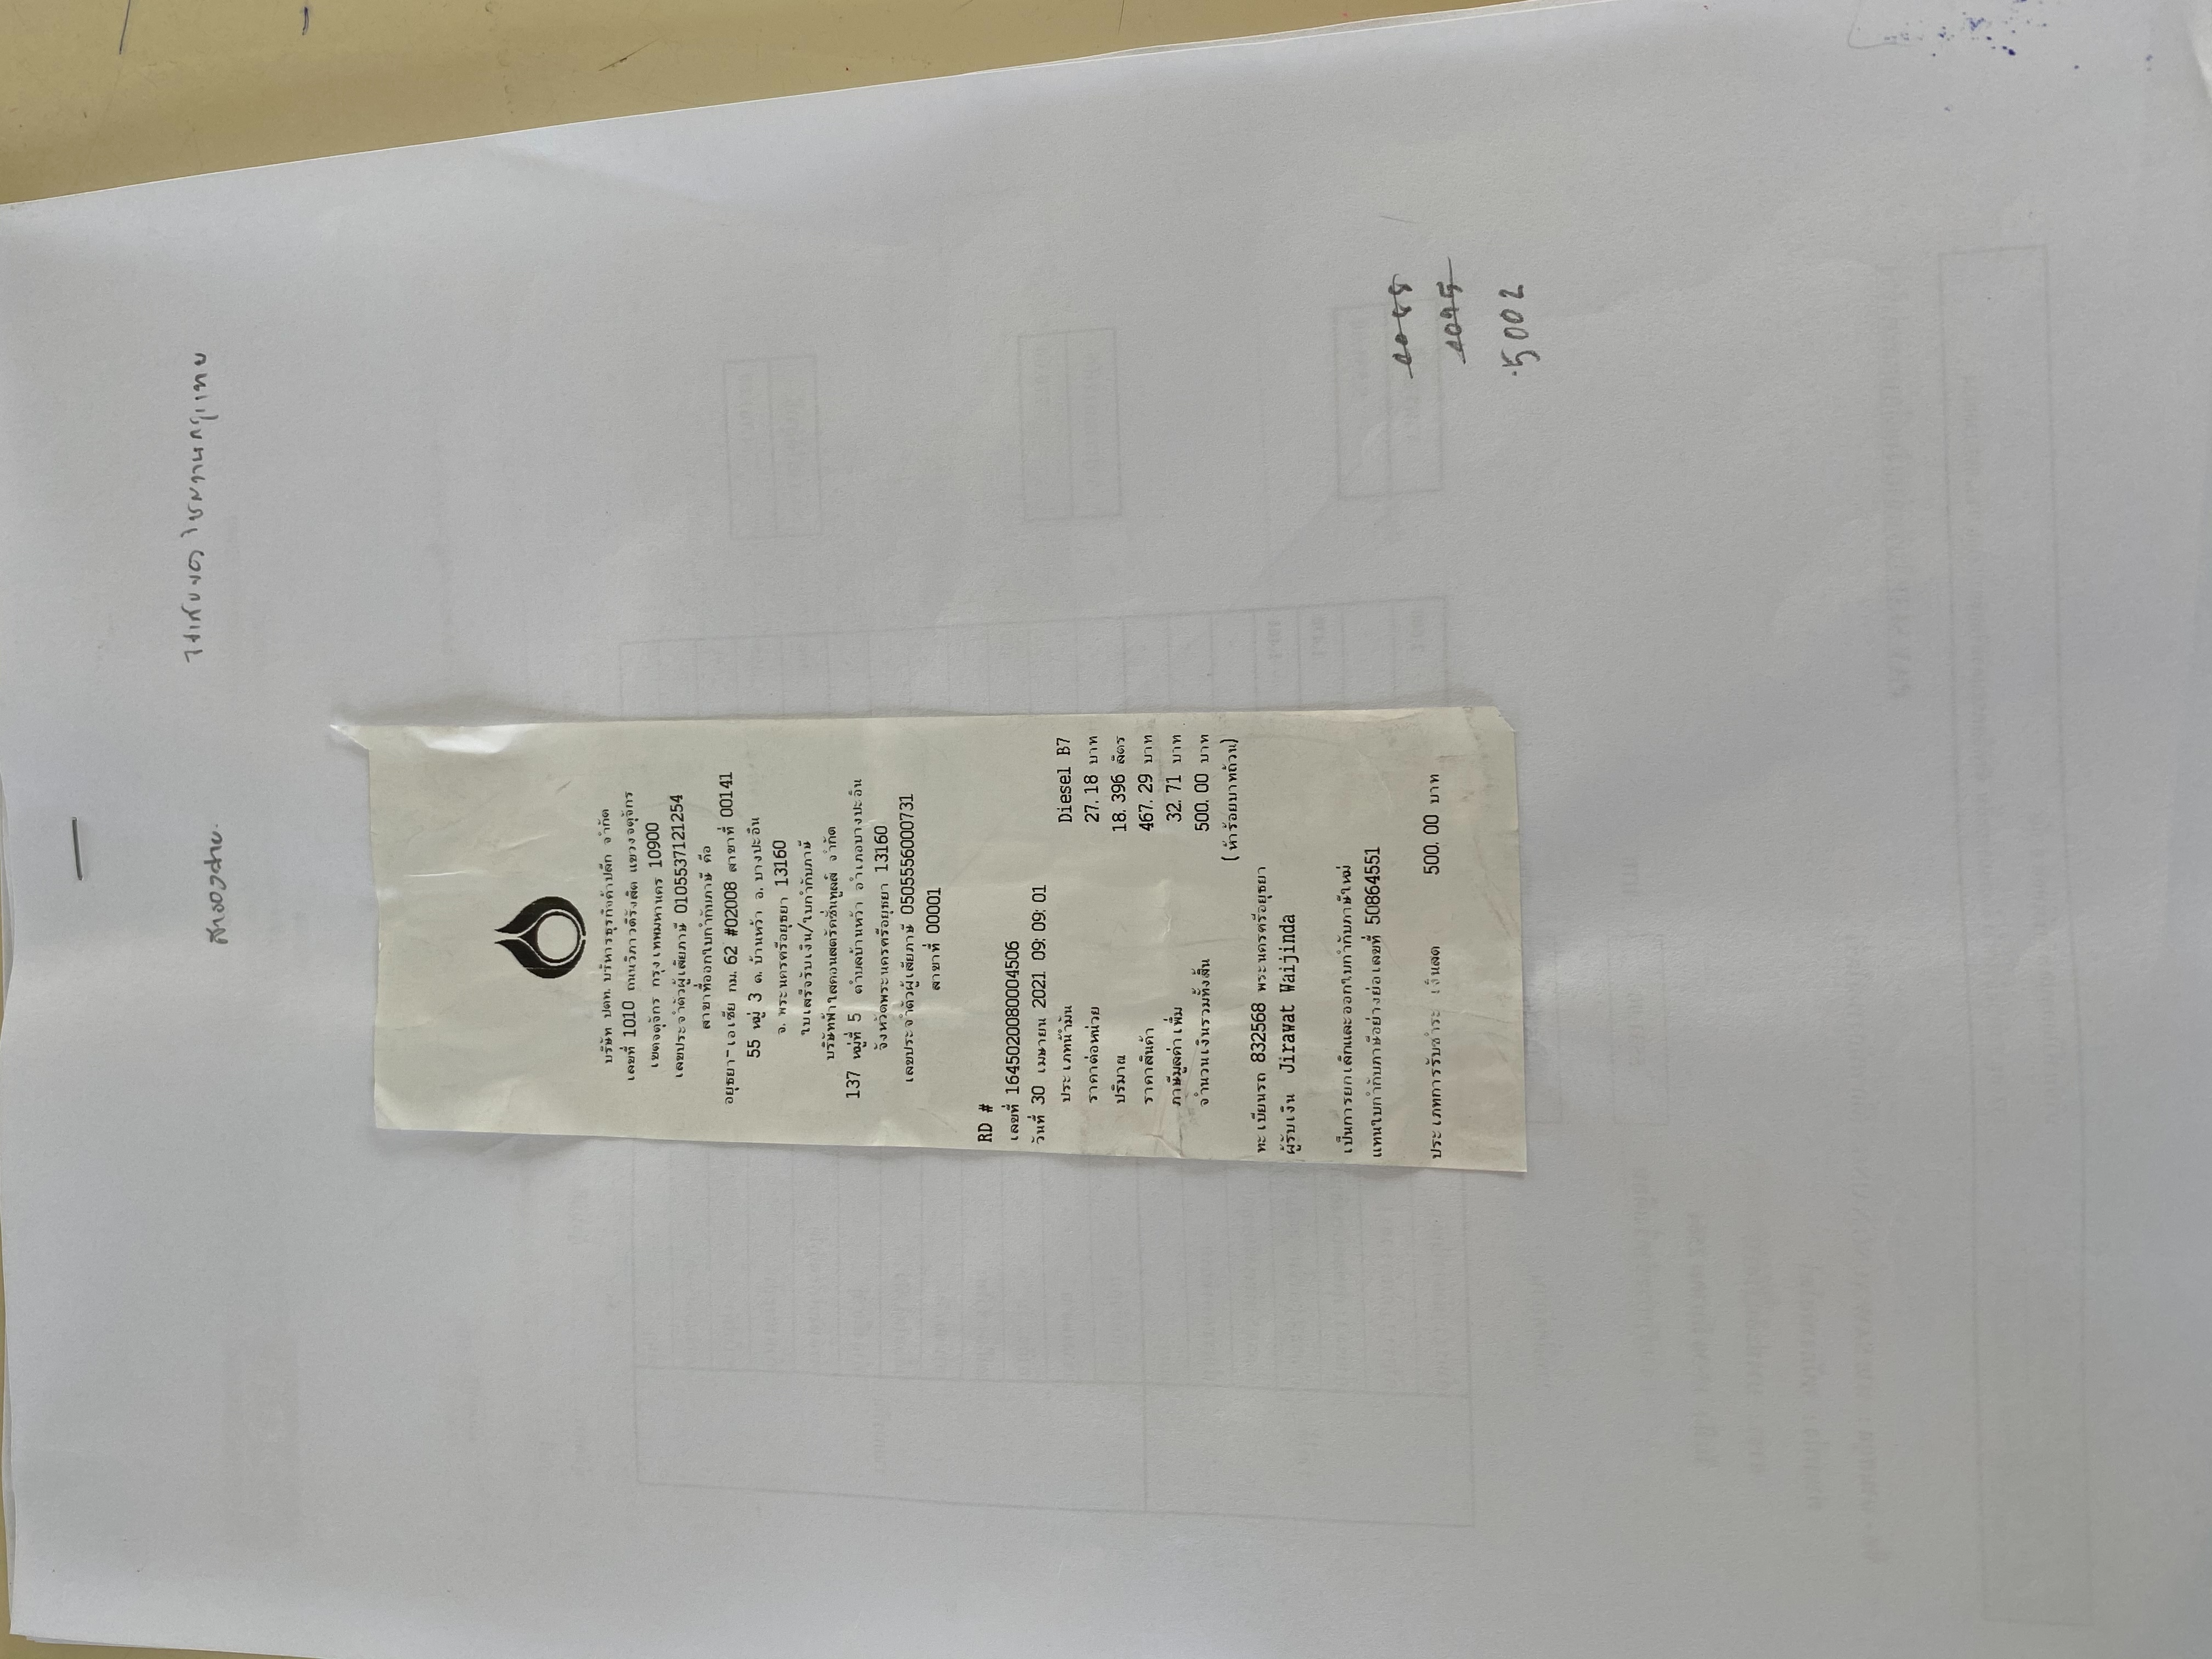 สำรองจ่าย.
บริษัท ปตท. บริหารธุรกิจค้าปลีก จำกัด
เลขที่ 1010 ถนนวิภาวดีรังสิต แขวงจตุจักร
เขตจตุจักร กรุงเทพมหานคร 10900
เลขประจำตัวผู้เสียภาษี 0105537121254
สาขาที่ออกใบกำกับภาษี คือ
อยุธยา-เอเซีย กม. 62 #02008 สาขาที่ 00141
55 หมู่ 3 ต. บ้านหว้า อ. บางปะอิน
จ. พระนครศรีอยุธยา 13160
ใบเสร็จรับเงิน/ใบกำกับภาษี
บริษัทฟ้าใสคอนสตรัคชั่นทูลส์ จำกัด
137 หมู่ที่ 5 ตำบลบ้านหว้า อำเภอบางปะอิน
จังหวัดพระนครศรีอยุธยา 13160
เลขประจำตัวผู้เสียภาษี 0505556000731
สาขาที่ 00001
RD #
เลขที่ 1645020080004506
วันที่ 30 เมษายน 2021 09:09:01
ประเภทน้ำมัน Diesel B7
ราคาต่อหน่วย 27.18 บาท
ปริมาณ 18.396 ลิตร
ราคาสินค้า 467.29 บาท
ภาษีมูลค่าเพิ่ม 32.71 บาท
จำนวนเงินรวมทั้งสิ้น 500.00 บาท
(ห้าร้อยบาทถ้วน)
ทะเบียนรถ 832568 พระนครศรีอยุธยา
ผู้รับเงิน Jirawat Waijinda
เป็นการยกเลิกและออกใบกำกับภาษีใหม่
แทนใบกำกับภาษีอย่างย่อเลขที่ 50864551
ประเภทการรับชำระ เงินสด 500.00 บาท
5002